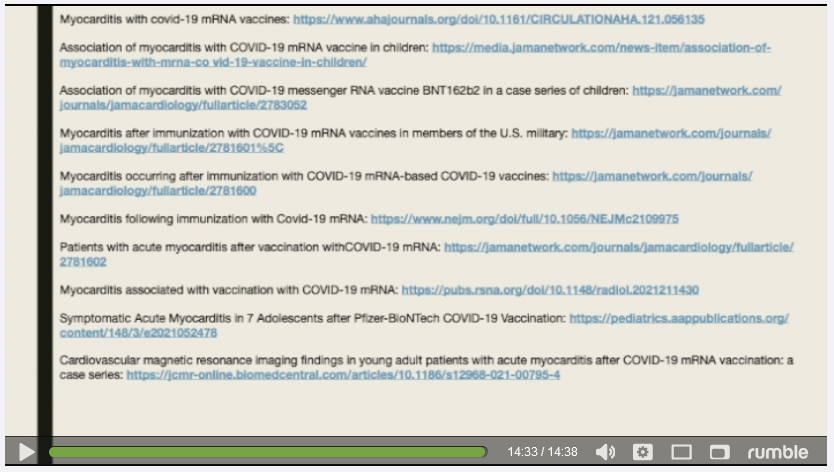 Myocarditis with covid-19 mRNA vaccines: https://www.ahajournals.org/doi/10.1161/CIRCULATIONAHA.121.056135
Association of myocarditis with COVID-19 mRNA vaccine in children: https://media.jamanetwork.com/news-item/association-of-
myocarditis-with-mrna-co vid-19-vaccine-in-children/
Association of myocarditis with COVID-19 messenger RNA vaccine BNT162b2 in a case series of children: https://jamanetwork.com/
journals/jamacardiology/fullarticle/2783052
Myocarditis after immunization with COVID-19 mRNA vaccines in members of the U.S. military: https://jamanetwork.com/journals/
jamacardiology/fullarticle/2781601%5C
Myocarditis occurring after immunization with COVID-19 mRNA-based COVID-19 vaccines: https://jamanetwork.com/journals/
jamacardiology/fullarticle/2781600
Myocarditis following immunization with Covid-19 mRNA: https://www.nejm.org/doi/full/10.1056/NEJMc2109975
Patients with acute myocarditis after vaccination withCOVID-19 mRNA: https://jamanetwork.com/journals/jamacardiology/fullarticle/
2781602
Myocarditis associated with vaccination with COVID-19 mRNA: https://pubs.rsna.org/doi/10.1148/radiol.2021211430
Symptomatic Acute Myocarditis in 7 Adolescents after Pfizer-BioNTech COVID-19 Vaccination: https://pediatrics.aappublications.org/
content/148/3/e2021052478
Cardiovascular magnetic resonance imaging findings in young adult patients with acute myocarditis after COVID-19 mRNA vaccination: a
case series: https://jcmr-online.biomedcentral.com/articles/10.1186/s12968-021-00795-4
14:33 / 14:38
rumble